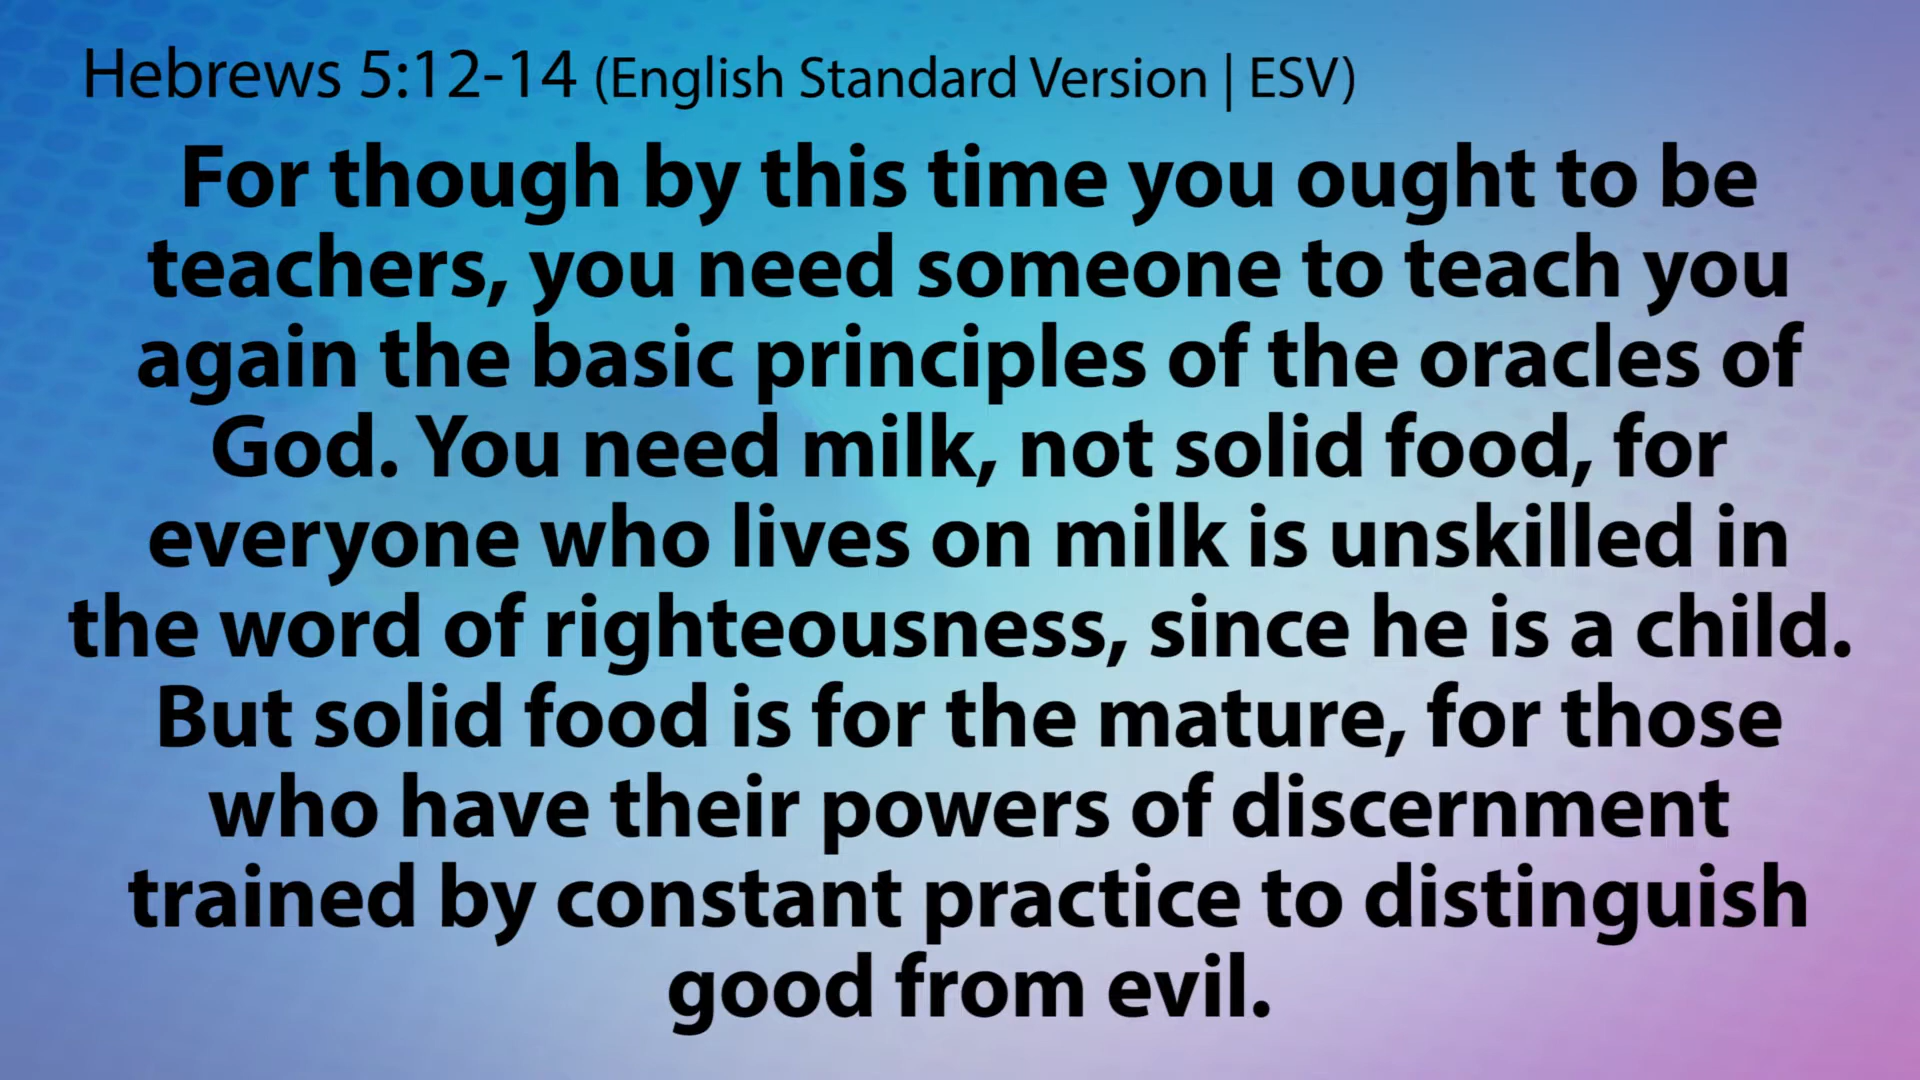 Hebrews 5:12-14 (English Standard Version | ESV)
For though by this time you ought to be
teachers, you need someone to teach you
again the basic principles of the oracles of
God. You need milk, not solid food, for
everyone who lives on milk is unskilled in
the word of righteousness, since he is a child.
But solid food is for the mature, for those
who have their powers of discernment
trained by constant practice to distinguish
good from evil.